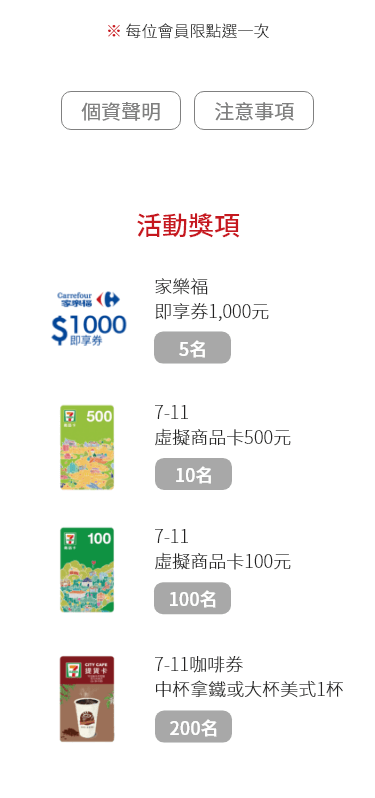 ※ 每位會員限點選一次
個資聲明
注意事項
活動獎項
Carrefour
家樂福
$1000
即享券
家樂福
即享券1,000元
5名
500
7-11
虛擬商品卡500元
10名
100
7-11
虛擬商品卡100元
100名
CITY CAFE
提貨卡
7-11咖啡券
中杯拿鐵或大杯美式1杯
200名